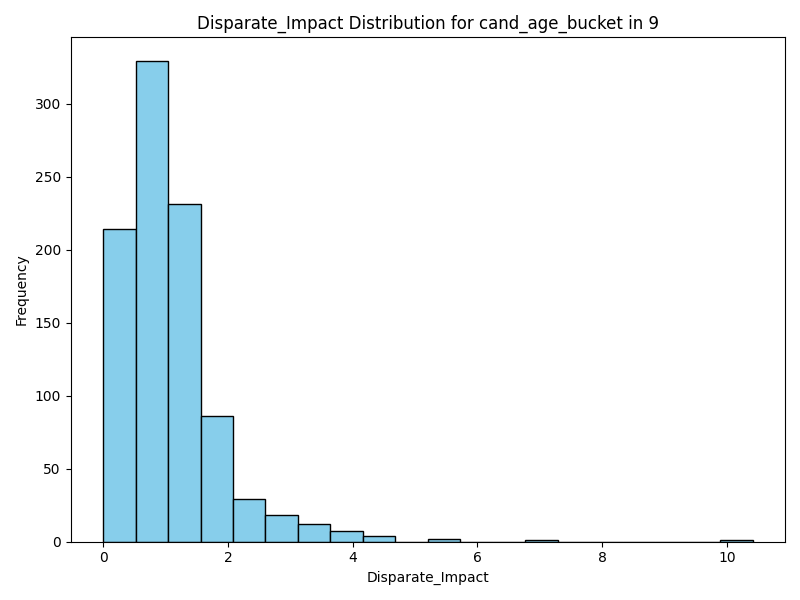 Disparate_Impact Distribution for cand_age_bucket in 9
Frequency
300
250
200
150
100
50
0
0 2 4 6 8 10
Disparate_Impact